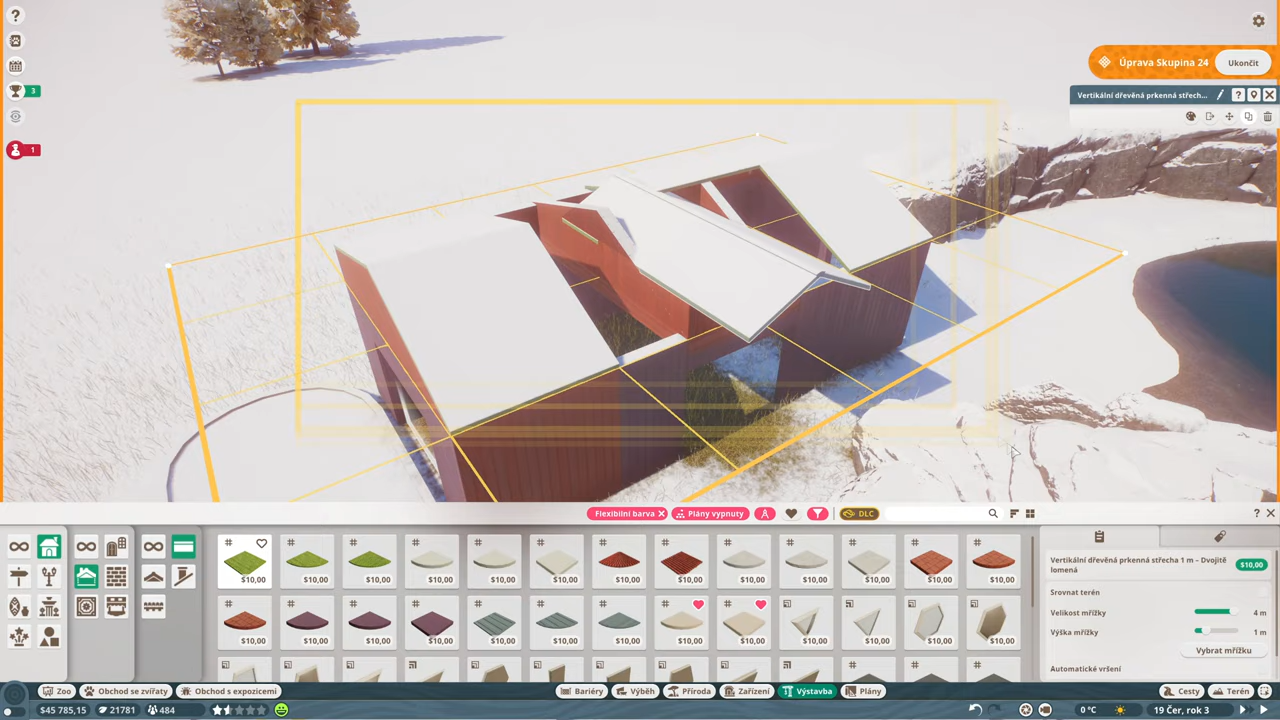 ?
3
1
Úprava Skupina 24
Ukončit
Vertikální dřevěná prkenná střech...
?
Flexibilní barva
Plány vypnuty
DLC
?
$10,00 $10,00 $10,00 $10,00 $10,00 $10,00 $10,00 $10,00 $10,00 $10,00 $10,00 $10,00 $10,00
$10,00 $10,00 $10,00 $10,00 $10,00 $10,00 $10,00 $10,00 $10,00 $10,00 $10,00 $10,00 $10,00
Vertikální dřevěná prkenná střecha 1 m – Dvojitě
lomená
$10,00
Srovnat terén
Velikost mřížky 4 m
Výška mřížky 1 m
Vybrat mřížku
Automatické vršení
Zoo
Obchod se zvířaty
Obchod s expozicemi
Bariéry
Výběh
Příroda
Zařízení
Výstavba
Plány
Cesty
Terén
$45 785,15
21781
484
0 °C
19 Čer, rok 3